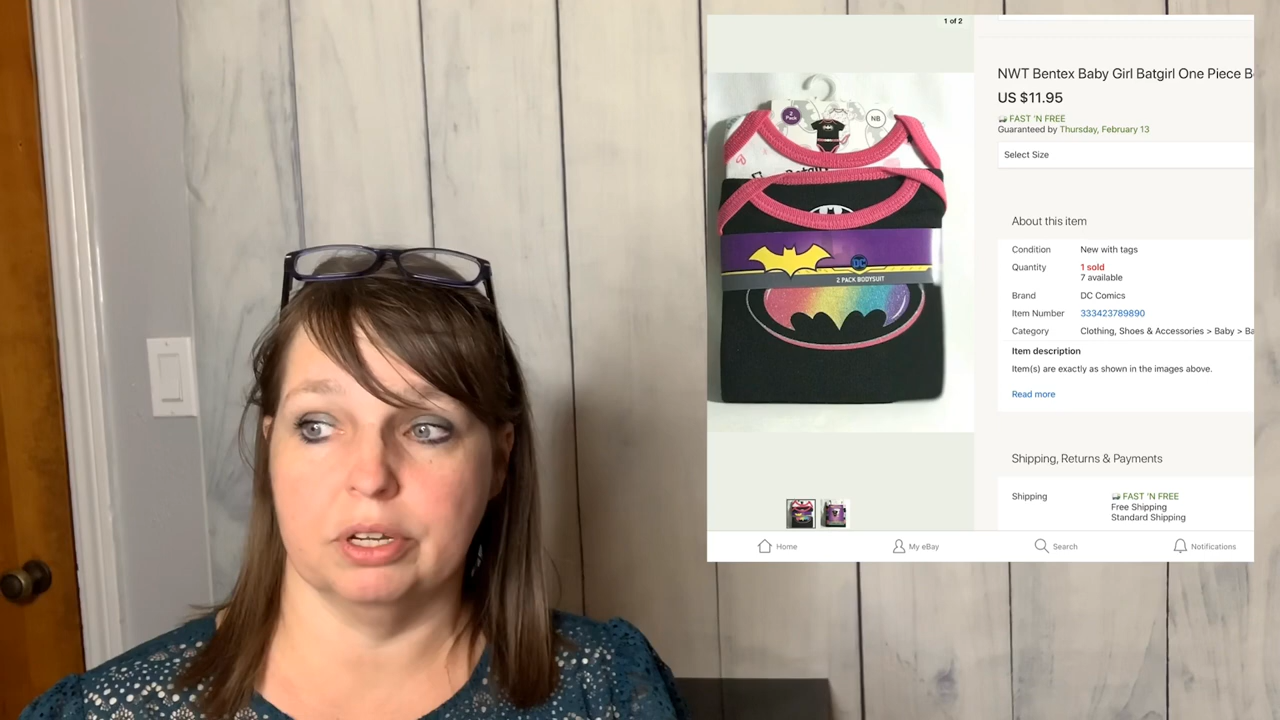 1 of 2
2
Pack
NB
DC
2 PACK BODYSUIT
NWT Bentex Baby Girl Batgirl One Piece B
US $11.95
FAST 'N FREE
Guaranteed by Thursday, February 13
Select Size
About this item
Condition New with tags
Quantity 1 sold
7 available
Brand DC Comics
Item Number 333423789890
Category Clothing, Shoes & Accessories > Baby > Ba
Item description
Item(s) are exactly as shown in the images above.
Read more
Shipping, Returns & Payments
Shipping FAST 'N FREE
Free Shipping
Standard Shipping
Home My eBay Search Notifications